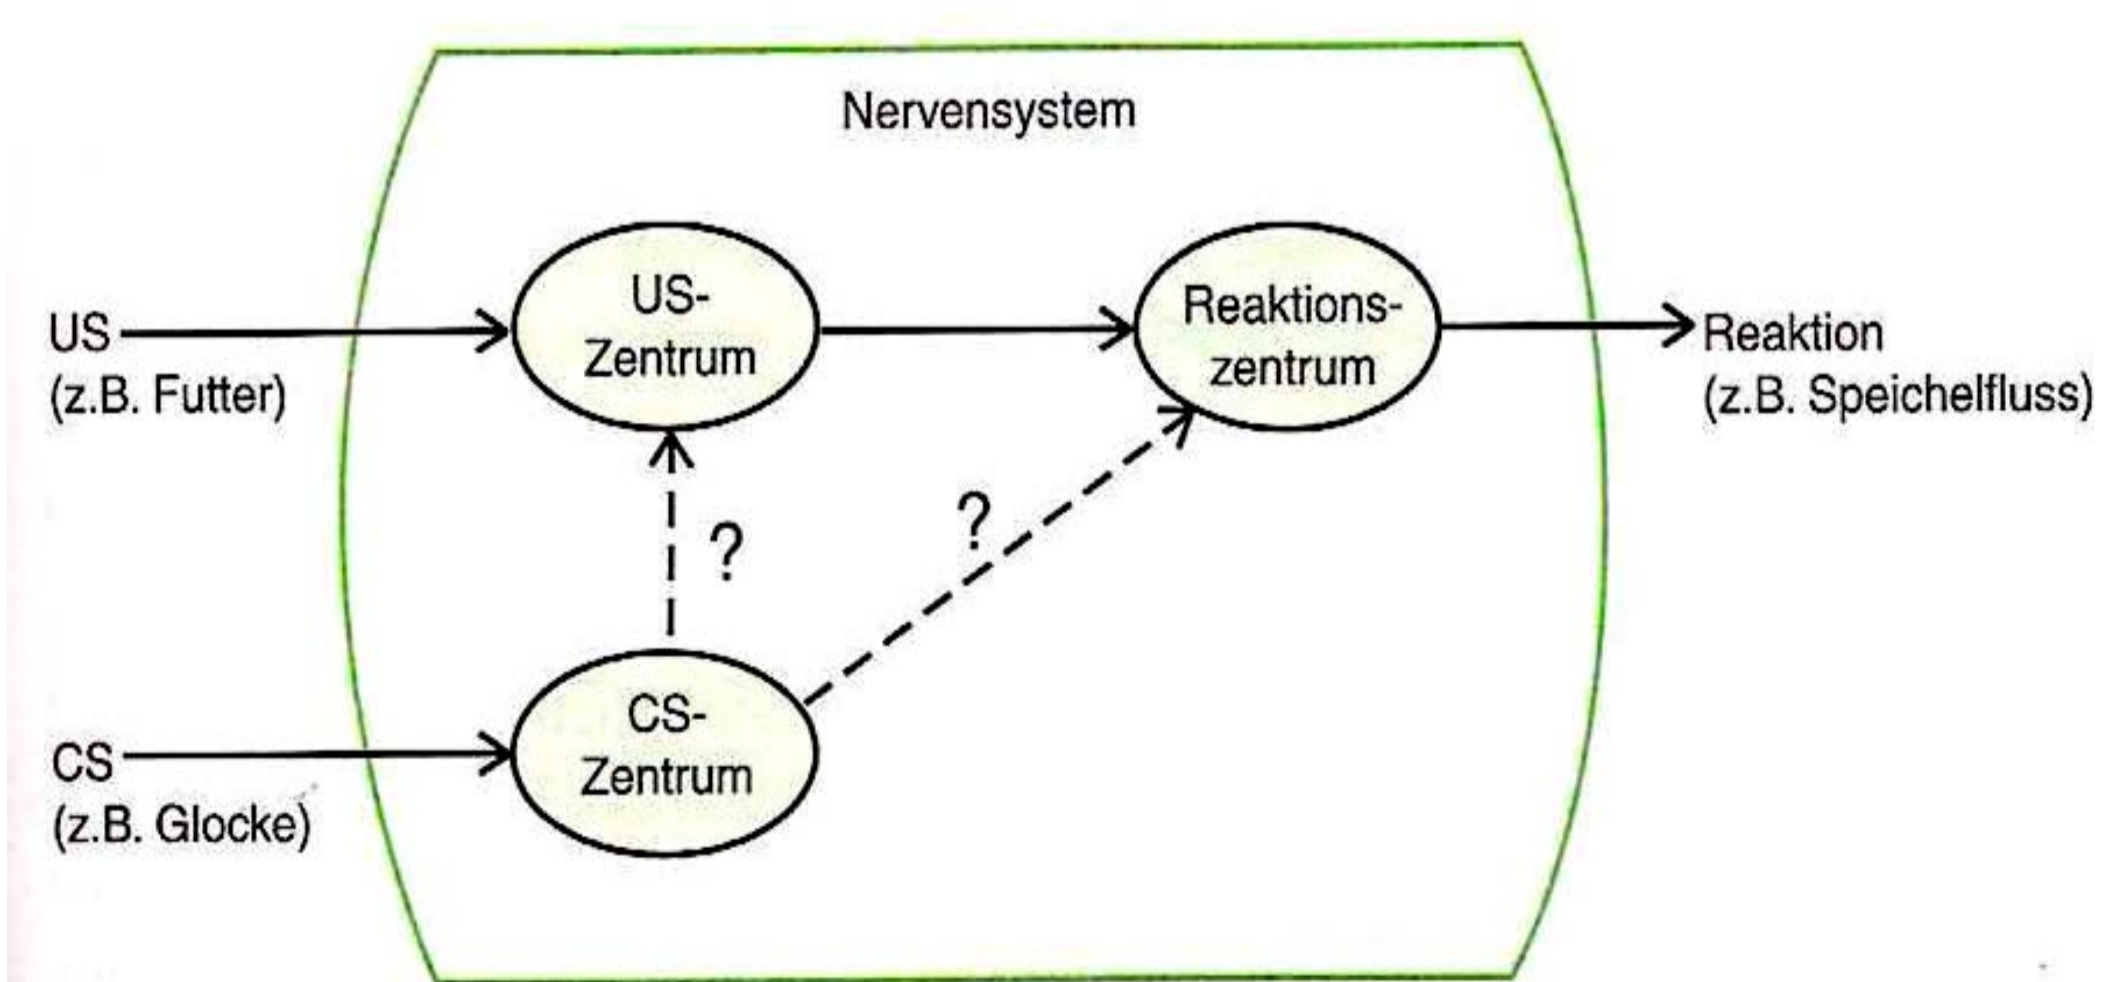 Nervensystem
US
(z.B. Futter)
US-
Zentrum
Reaktions-
zentrum
Reaktion
(z.B. Speichelfluss)
?
?
CS
(z.B. Glocke)
CS-
Zentrum